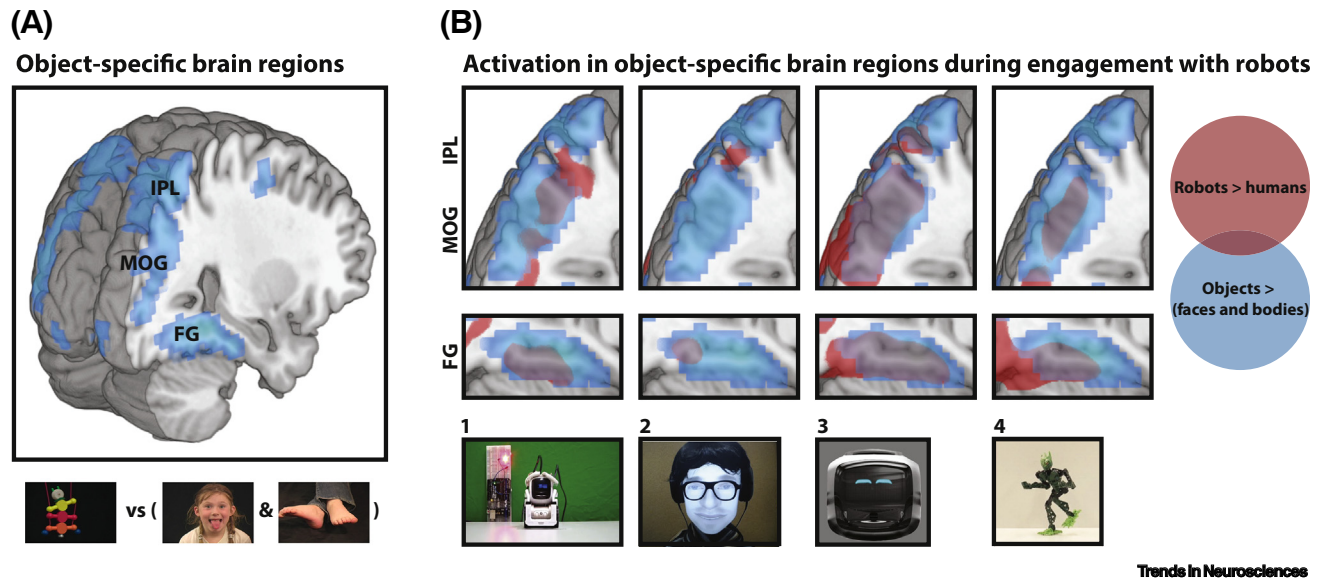 (A)
Object-specific brain regions
IPL
MOG
FG
vs (
&
)
(B)
Activation in object-specific brain regions during engagement with robots
IPL
MOG
FG
1
2
3
4
Robots > humans
Objects >
(faces and bodies)
Trends in Neurosciences